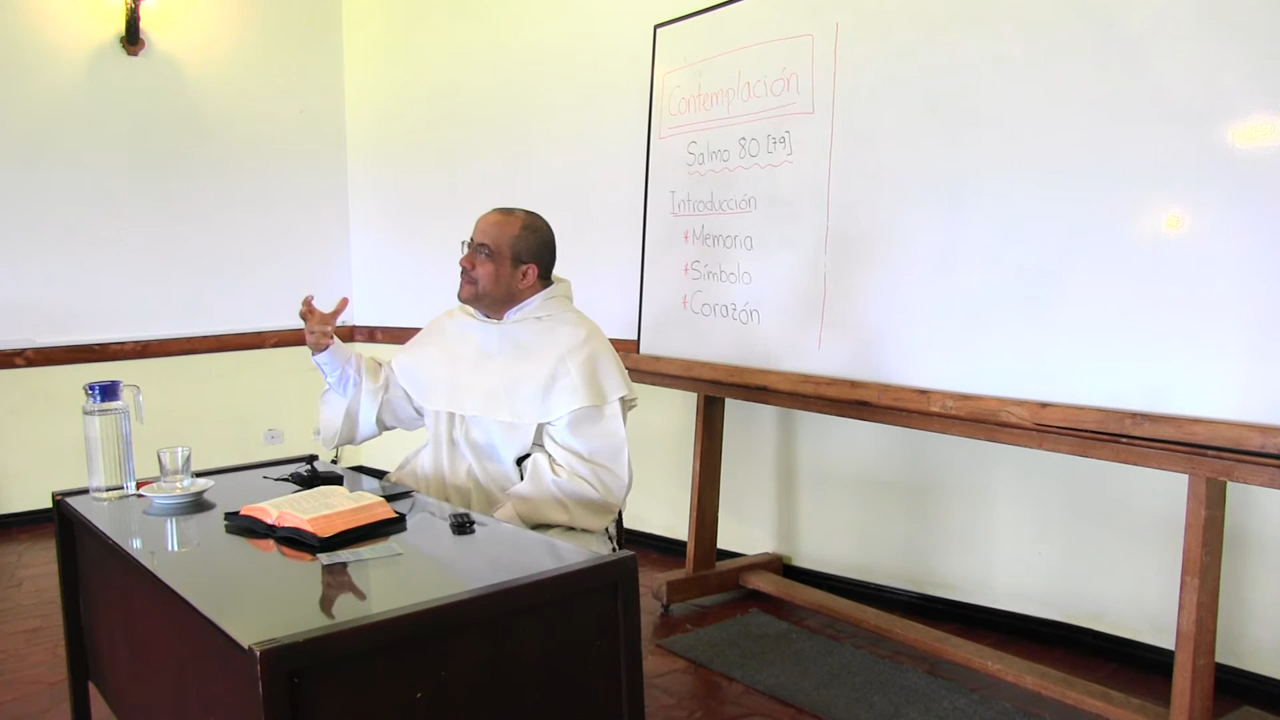 Contemplación
Salmo 80 [79]
Introducción
*Memoria
*Símbolo
*Corazón